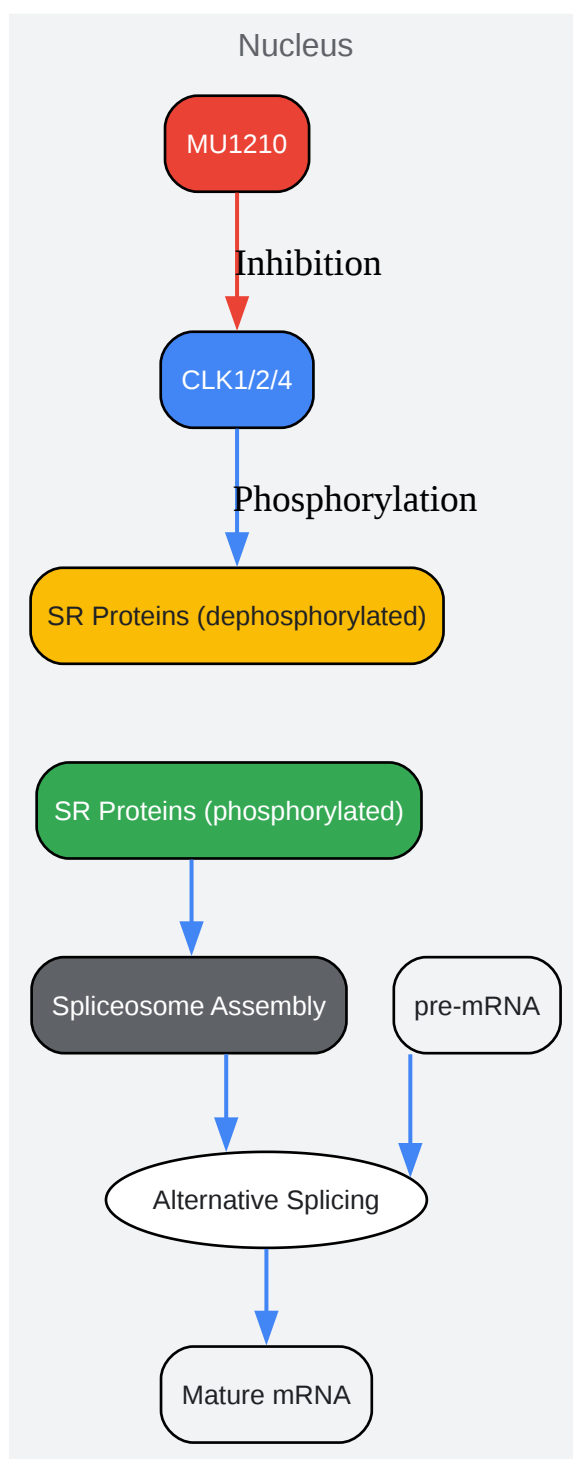 Nucleus
MU1210
Inhibition
CLK1/2/4
Phosphorylation
SR Proteins (dephosphorylated)
SR Proteins (phosphorylated)
Spliceosome Assembly
pre-mRNA
Alternative Splicing
Mature mRNA